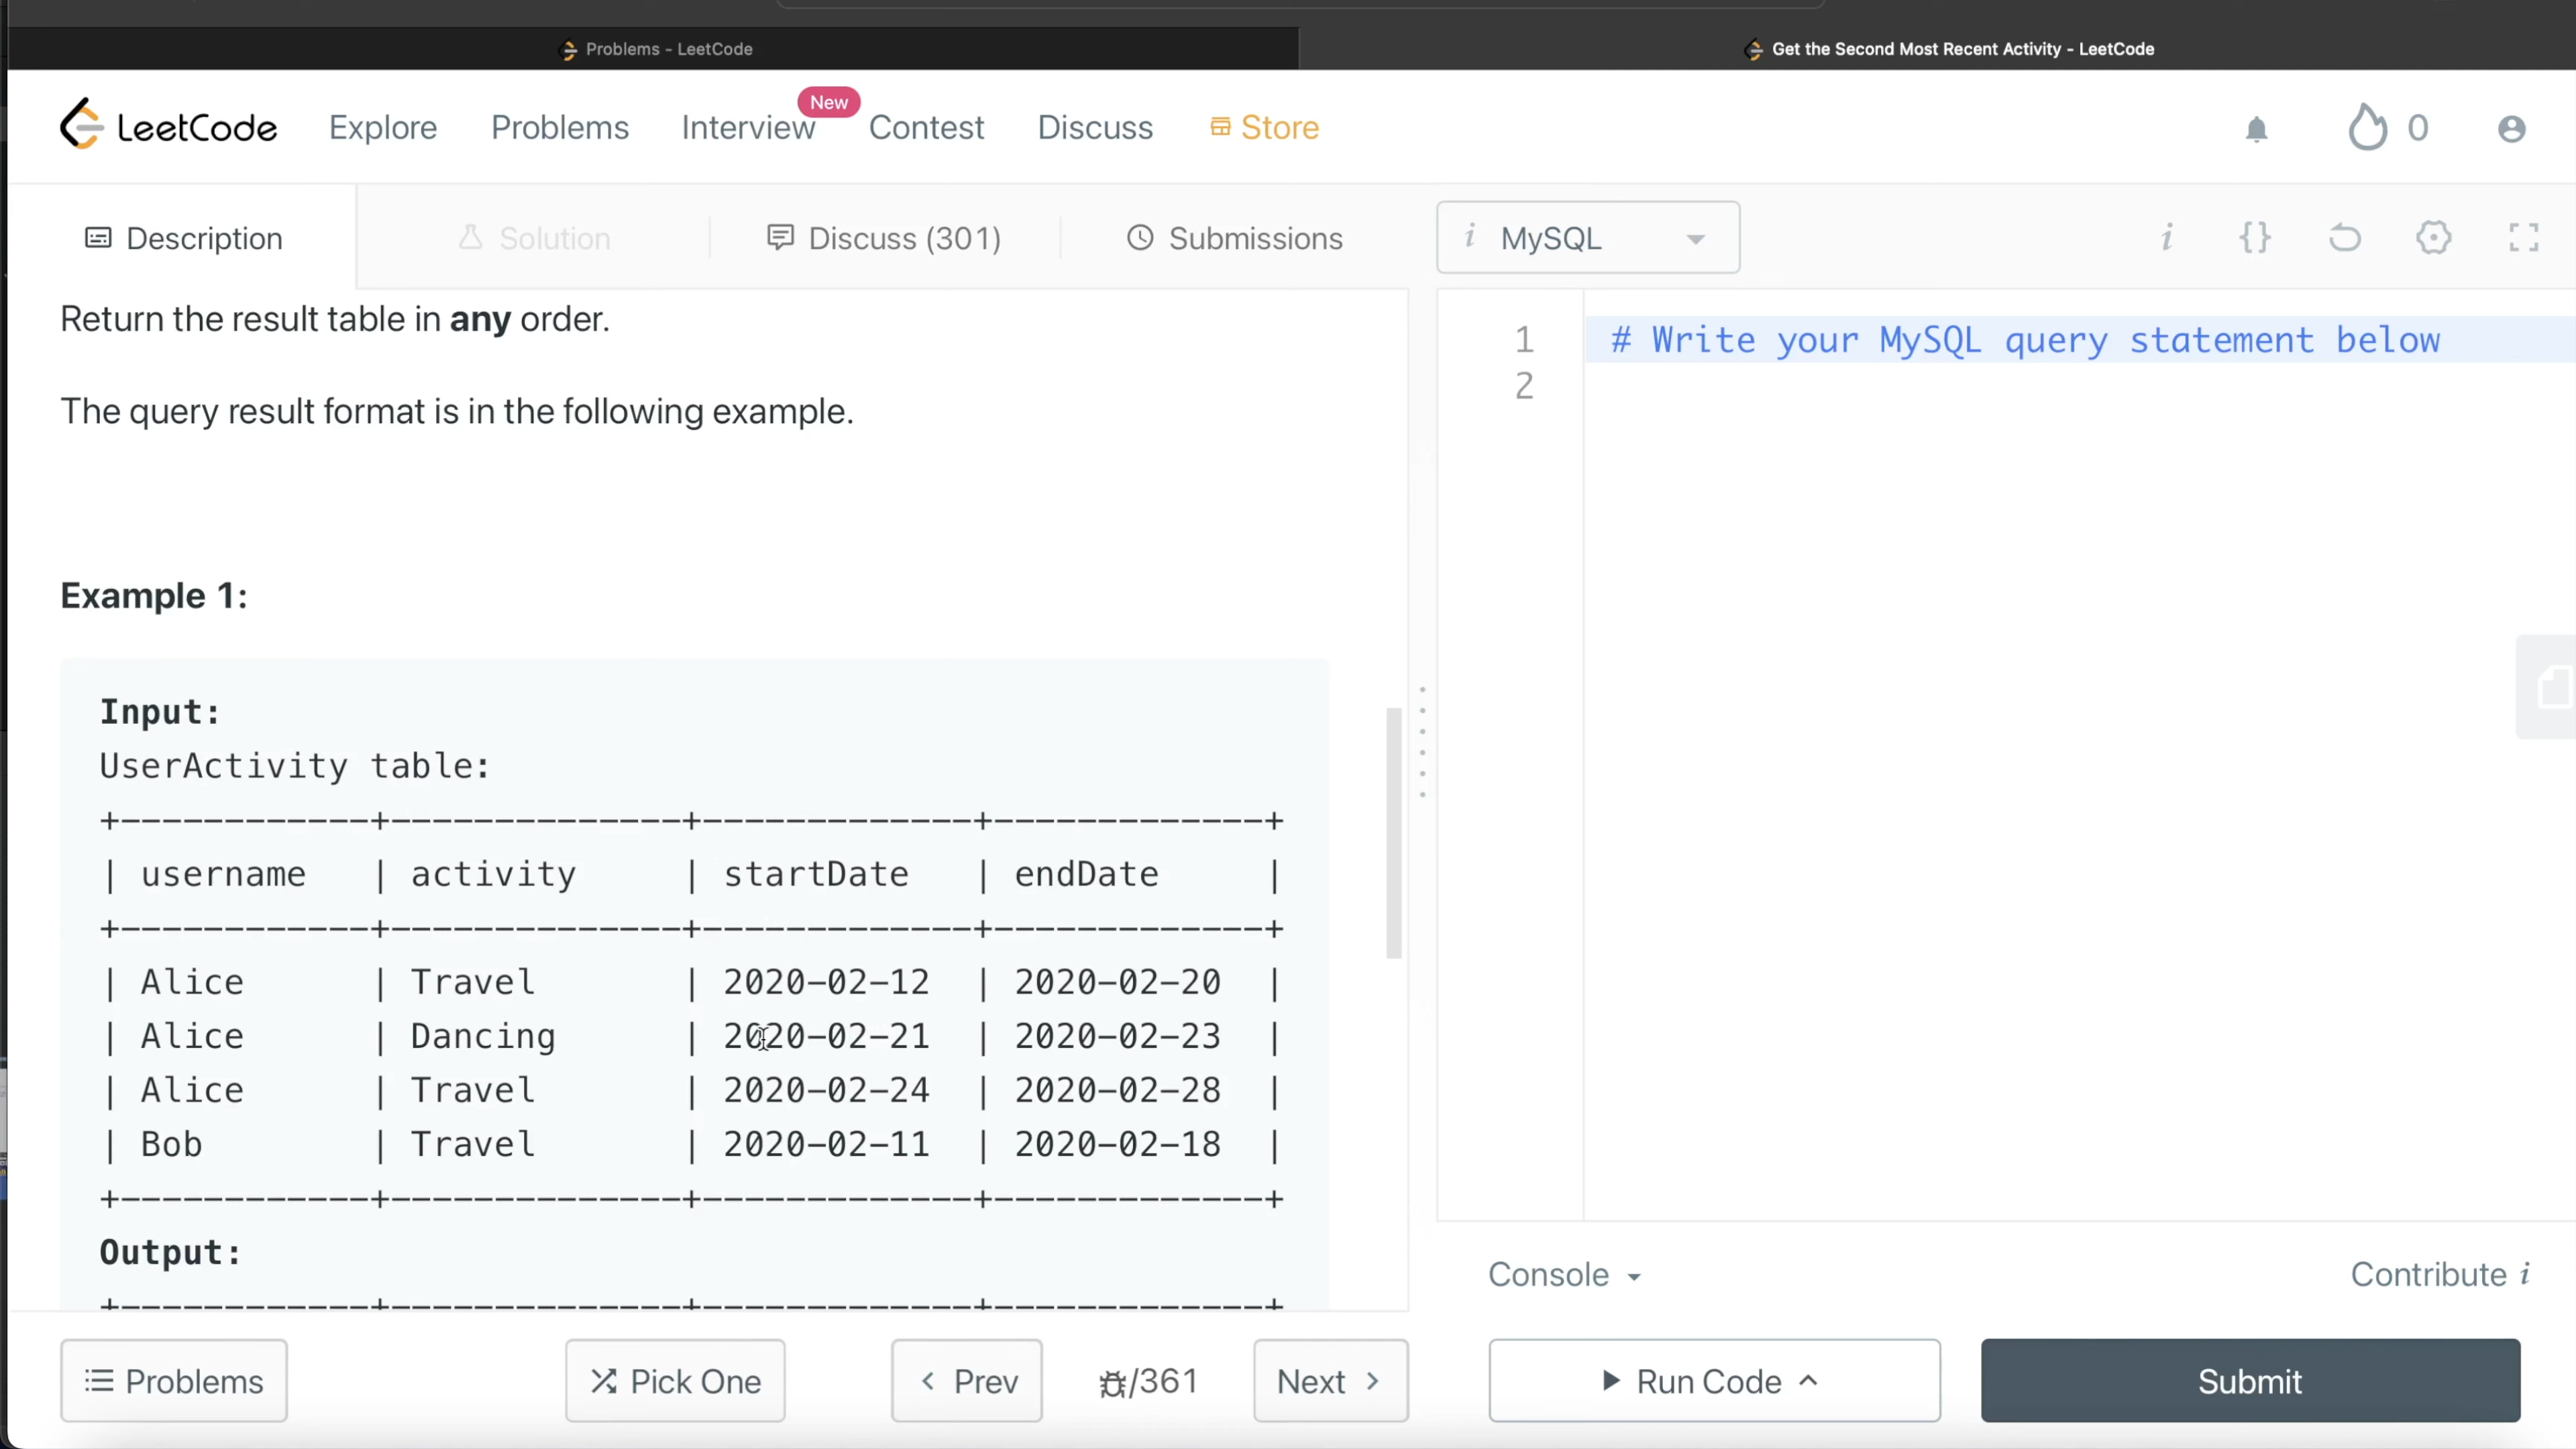 Problems - LeetCode
Get the Second Most Recent Activity - LeetCode
LeetCode Explore Problems Interview New Contest Discuss Store 0
Description Solution Discuss (301) Submissions i MySQL i {}
Return the result table in any order.
The query result format is in the following example.
Example 1:
Input:
UserActivity table:
+------------+--------------+-------------+-------------+
| username | activity | startDate | endDate |
+------------+--------------+-------------+-------------+
| Alice | Travel | 2020-02-12 | 2020-02-20 |
| Alice | Dancing | 2020-02-21 | 2020-02-23 |
| Alice | Travel | 2020-02-24 | 2020-02-28 |
| Bob | Travel | 2020-02-11 | 2020-02-18 |
+------------+--------------+-------------+-------------+
Output:
+------------+--------------+-------------+-------------+
1 # Write your MySQL query statement below
2
Console Contribute i
Problems Pick One < Prev /361 Next > Run Code Submit